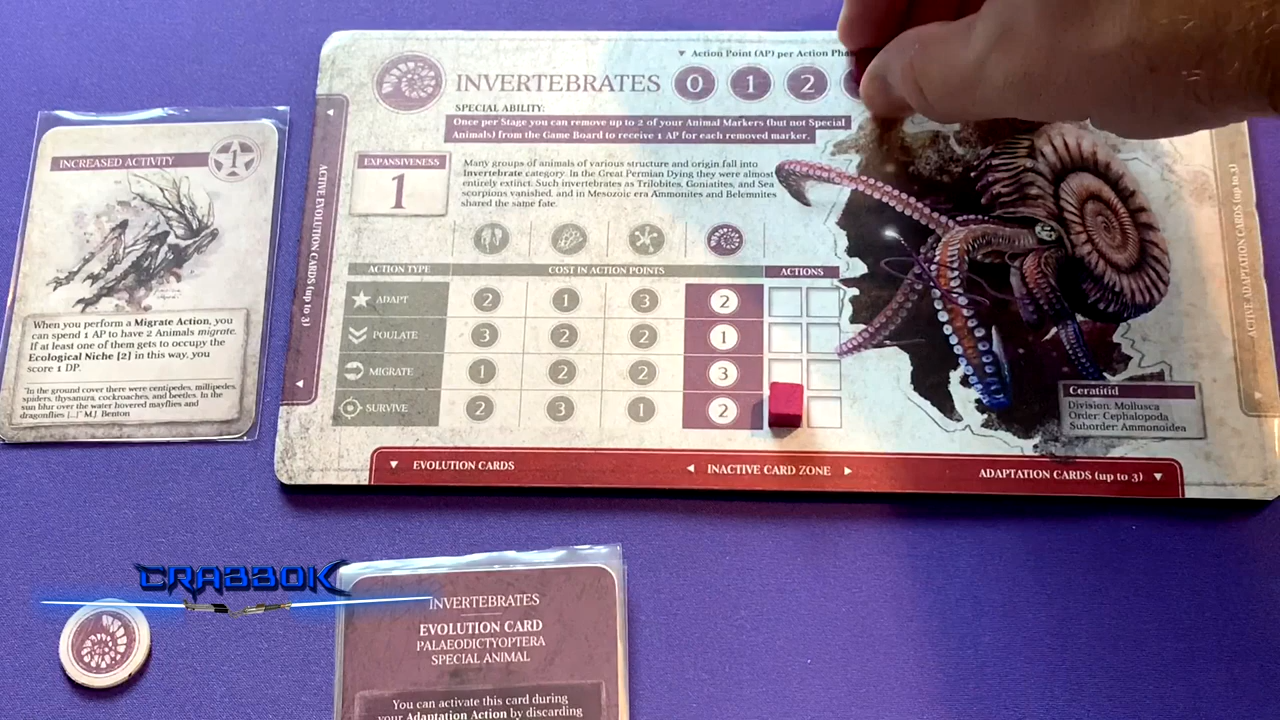 ▼ Action Point (AP) per Action Pha
INVERTEBRATES 0 1 2
SPECIAL ABILITY:
Once per Stage you can remove up to 2 of your Animal Markers (but not Special
Animals) from the Game Board to receive 1 AP for each removed marker.
EXPANSIVENESS
1
Many groups of animals of various structure and origin fall into
Invertebrate category. In the Great Permian Dying they were almost
entirely extinct. Such invertebrates as Trilobites, Goniatites, and Sea
scorpions vanished, and in Mesozoic era Ammonites and Belemnites
shared the same fate.
ACTION TYPE COST IN ACTION POINTS ACTIONS
ADAPT 2 1 3 2
POULATE 3 2 2 1
MIGRATE 1 2 2 3
SURVIVE 2 3 1 2
Ceratitid
Division: Mollusca
Order: Cephalopoda
Suborder: Ammonoidea
▼ EVOLUTION CARDS ◄ INACTIVE CARD ZONE ► ADAPTATION CARDS (up to 3) ▼
ACTIVE EVOLUTION CARDS (up to 3)
ACTIVE ADAPTATION CARDS (up to 3)
INCREASED ACTIVITY 1
When you perform a Migrate Action, you
can spend 1 AP to have 2 Animals migrate.
If at least one of them gets to occupy the
Ecological Niche [2] in this way, you
score 1 DP.
"In the ground cover there were centipedes, millipedes,
spiders, thysanura, cockroaches, and beetles. In the
sun blur over the water hovered mayflies and
dragonflies [...]" M.J. Benton
CRABBOK
INVERTEBRATES
EVOLUTION CARD
PALAEODICTYOPTERA
SPECIAL ANIMAL
You can activate this card during
your Adaptation Action by discarding